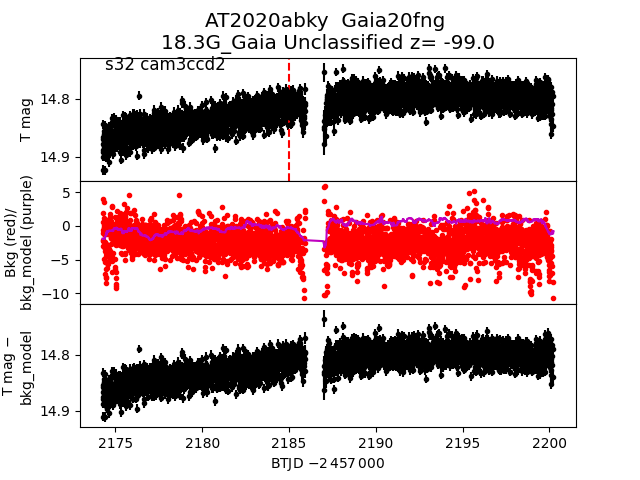 AT2020abky  Gaia20fng
18.3G_Gaia Unclassified z= -99.0
s32 cam3ccd2
T mag
14.8
14.9
Bkg (red)/
bkg_model (purple)
5
0
−5
−10
T mag −
bkg_model
14.8
14.9
2175
2180
2185
2190
2195
2200
BTJD −2 457 000